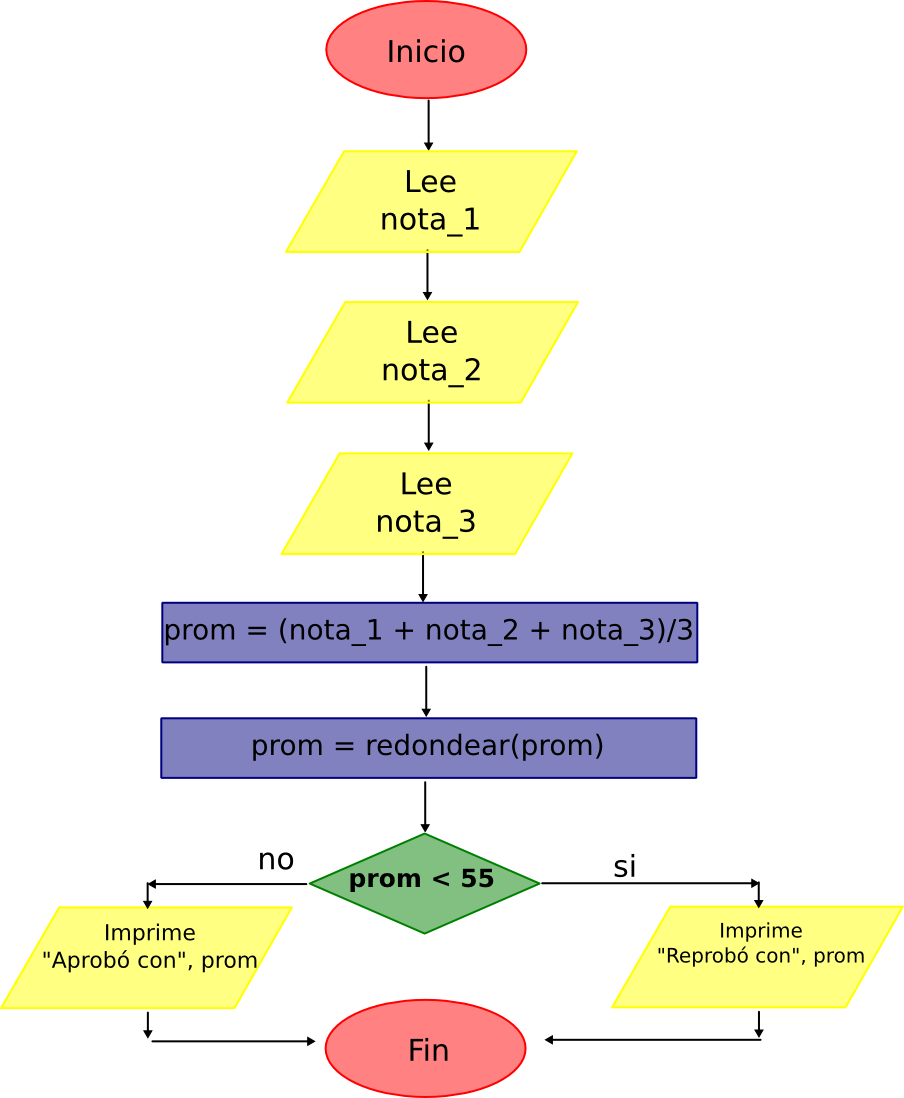 Inicio
Lee
nota_1
Lee
nota_2
Lee
nota_3
prom = (nota_1 + nota_2 + nota_3)/3
prom = redondear(prom)
no
prom < 55
si
Imprime
"Aprobó con", prom
Imprime
"Reprobó con", prom
Fin